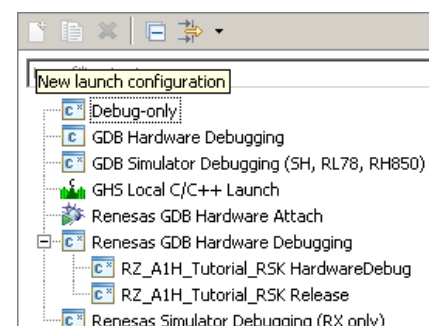 New launch configuration
Debug-only
GDB Hardware Debugging
GDB Simulator Debugging (SH, RL78, RH850)
GHS Local C/C++ Launch
Renesas GDB Hardware Attach
Renesas GDB Hardware Debugging
RZ_A1H_Tutorial_RSK HardwareDebug
RZ_A1H_Tutorial_RSK Release
Renesas Simulator Debugging (RX only)